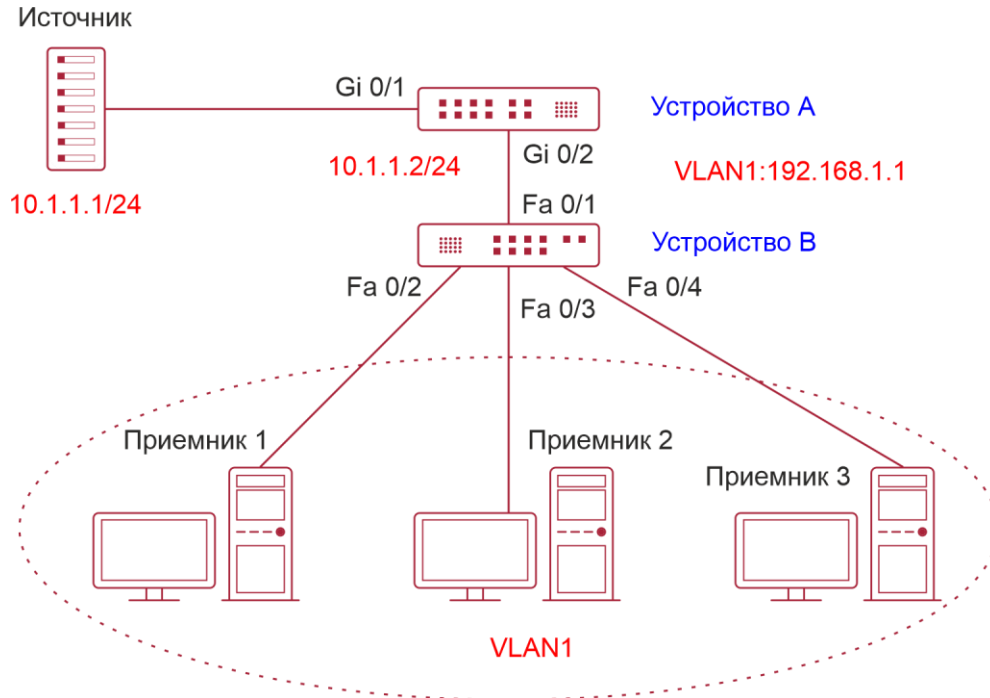 Источник
Gi 0/1
Устройство A
10.1.1.2/24
Gi 0/2
VLAN1:192.168.1.1
10.1.1.1/24
Fa 0/1
Устройство B
Fa 0/2
Fa 0/3
Fa 0/4
Приемник 1
Приемник 2
Приемник 3
VLAN1